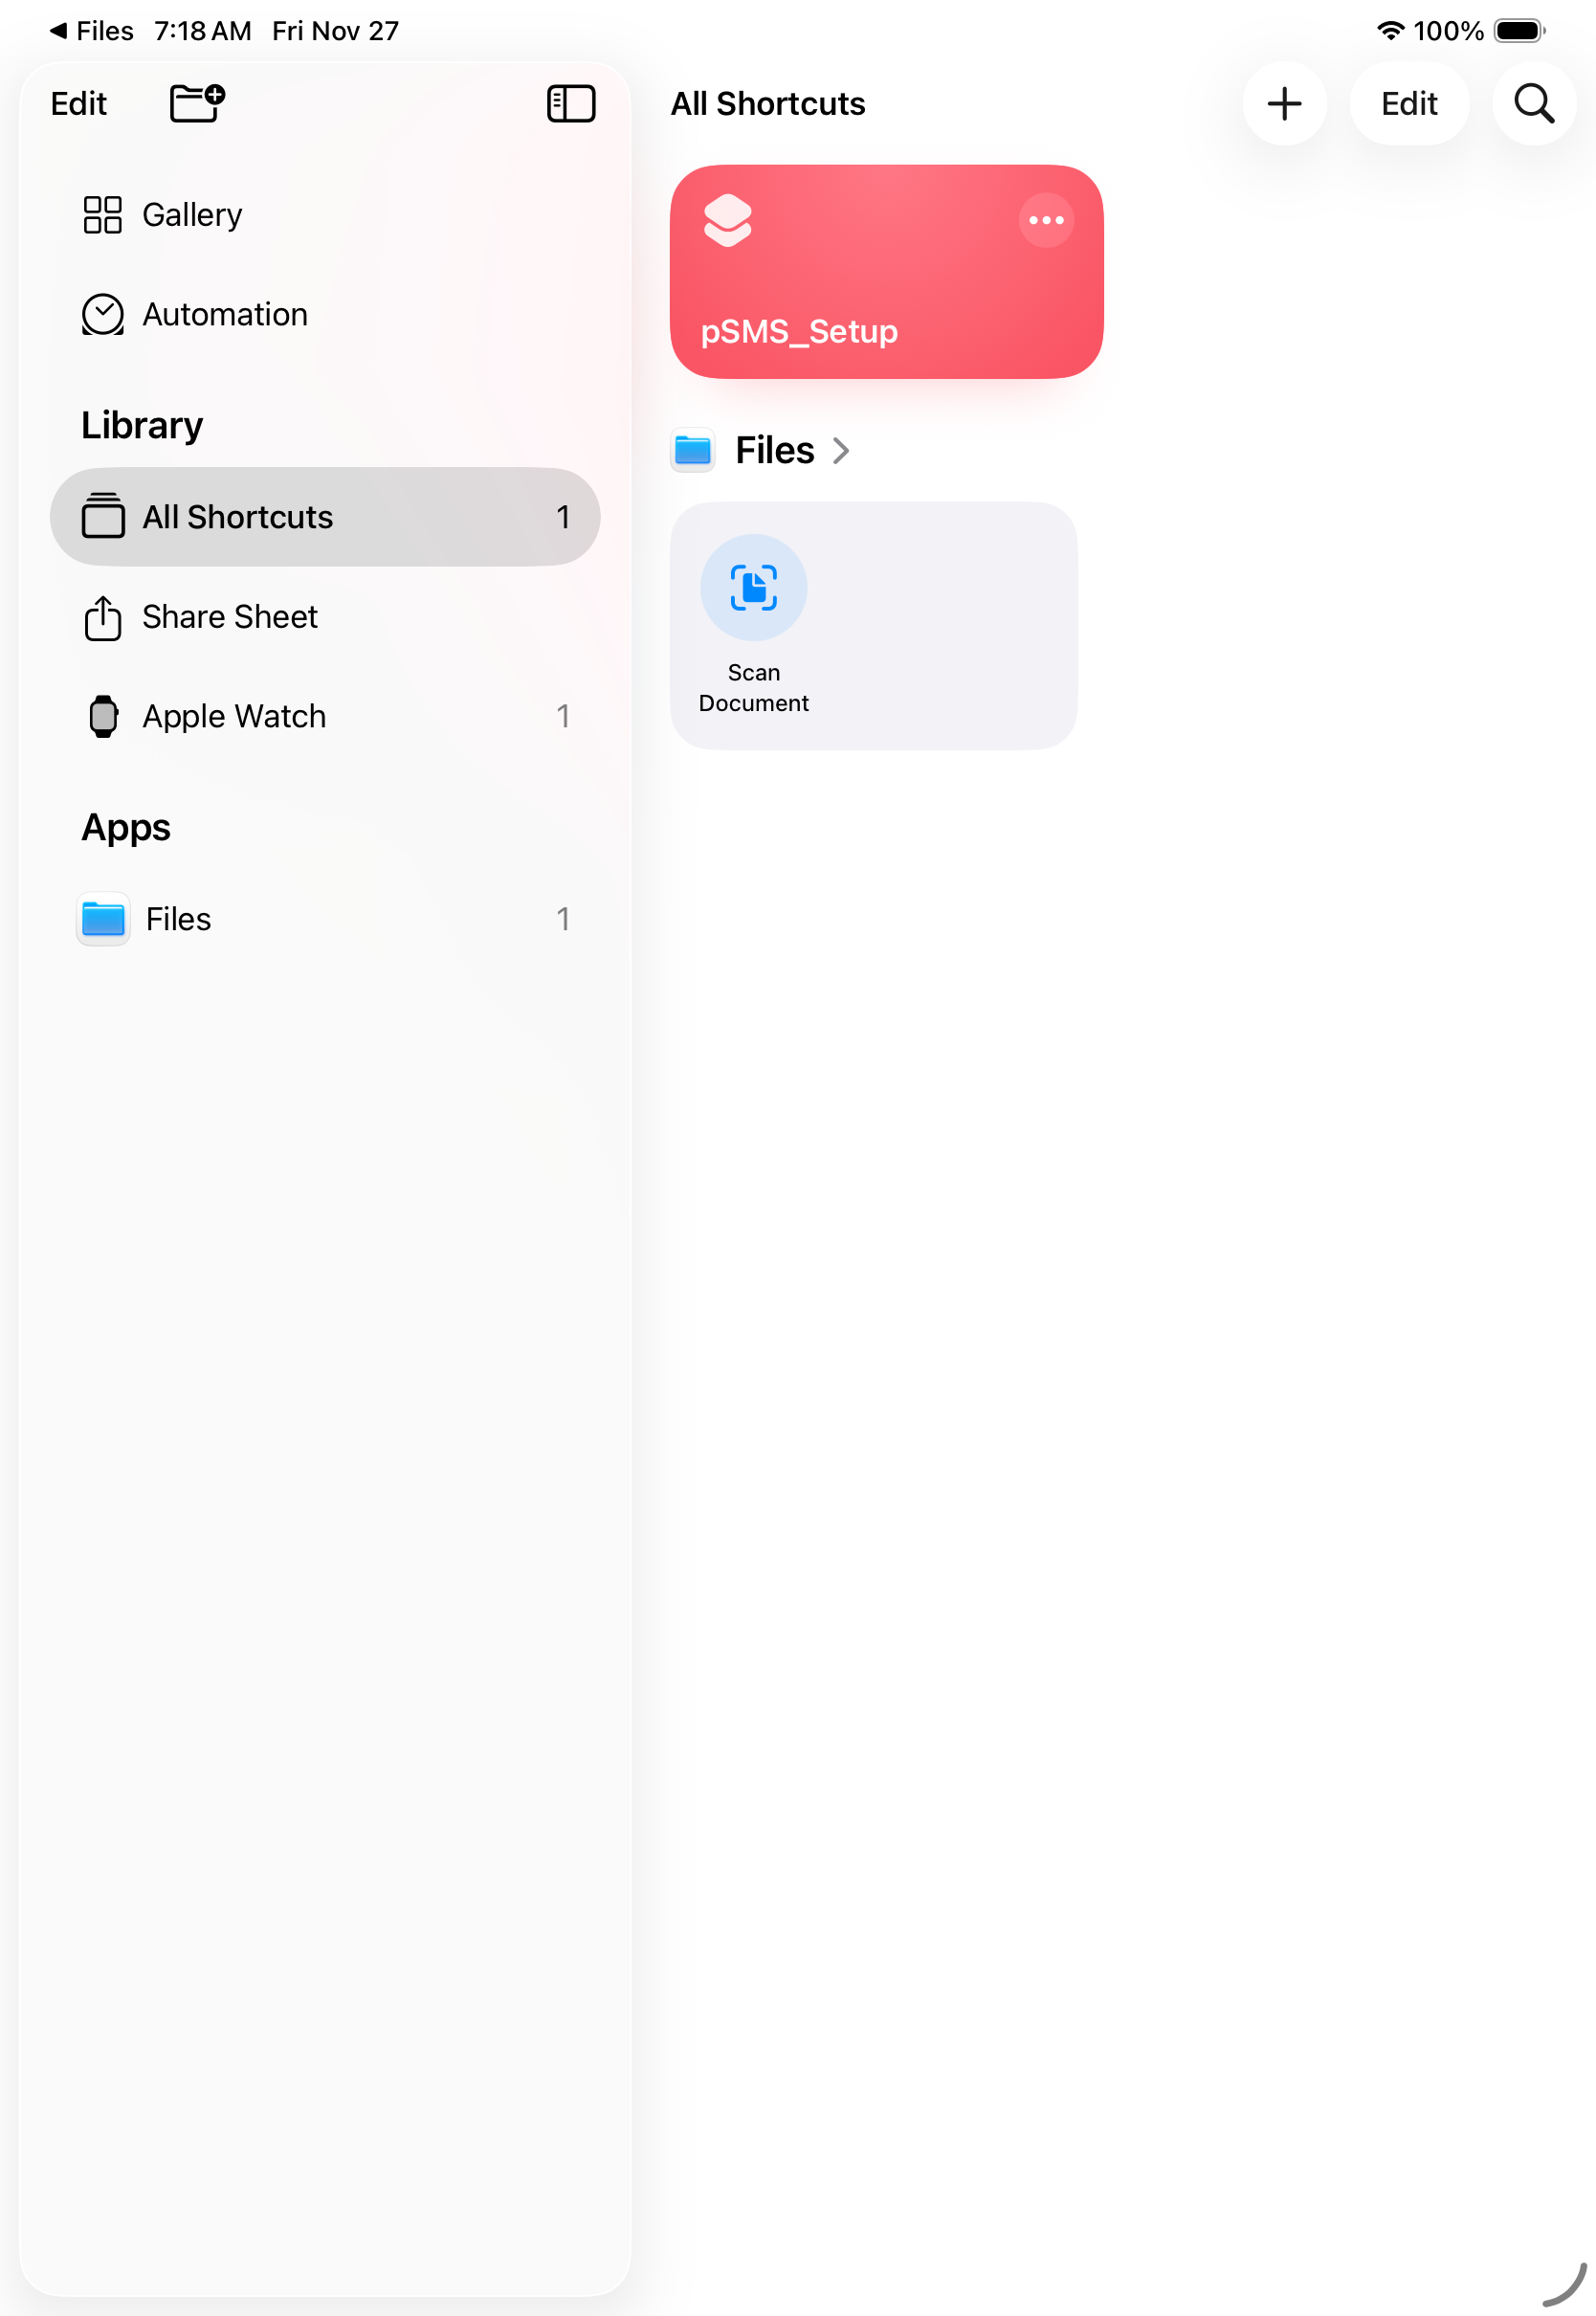 Files 7:18 AM Fri Nov 27
100%
Edit
All Shortcuts
Edit
Gallery
Automation
Library
All Shortcuts 1
Share Sheet
Apple Watch 1
Apps
Files 1
pSMS_Setup
Files
Scan
Document